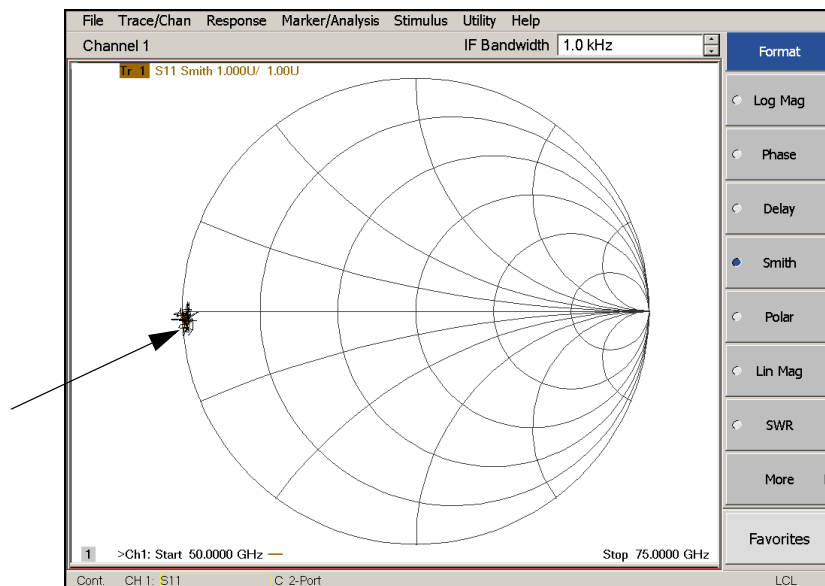 File Trace/Chan Response Marker/Analysis Stimulus Utility Help
Channel 1 IF Bandwidth 1.0 kHz
Format
Tr 1 S11 Smith 1.000U/ 1.00U
Log Mag
Phase
Delay
Smith
Polar
Lin Mag
SWR
More
Favorites
1 >Ch1: Start 50.0000 GHz Stop 75.0000 GHz
Cont. CH 1: S11 C 2-Port LCL